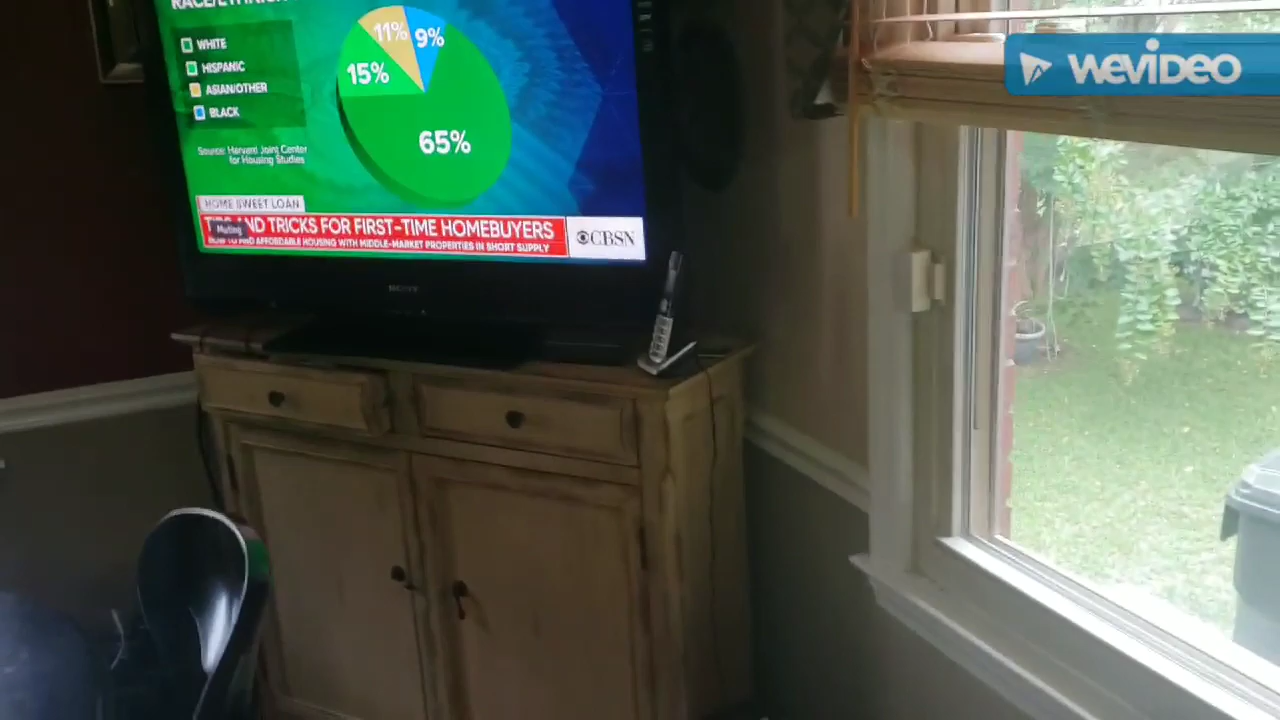 WEVIDEO
WHITE
HISPANIC
ASIAN/OTHER
BLACK
11%
9%
15%
65%
Source: Harvard Joint Center
for Housing Studies
HOME SWEET LOAN
AND TRICKS FOR FIRST-TIME HOMEBUYERS
AFFORDABLE HOUSING WITH MIDDLE-MARKET PROPERTIES IN SHORT SUPPLY
Muting
CBSN
SONY